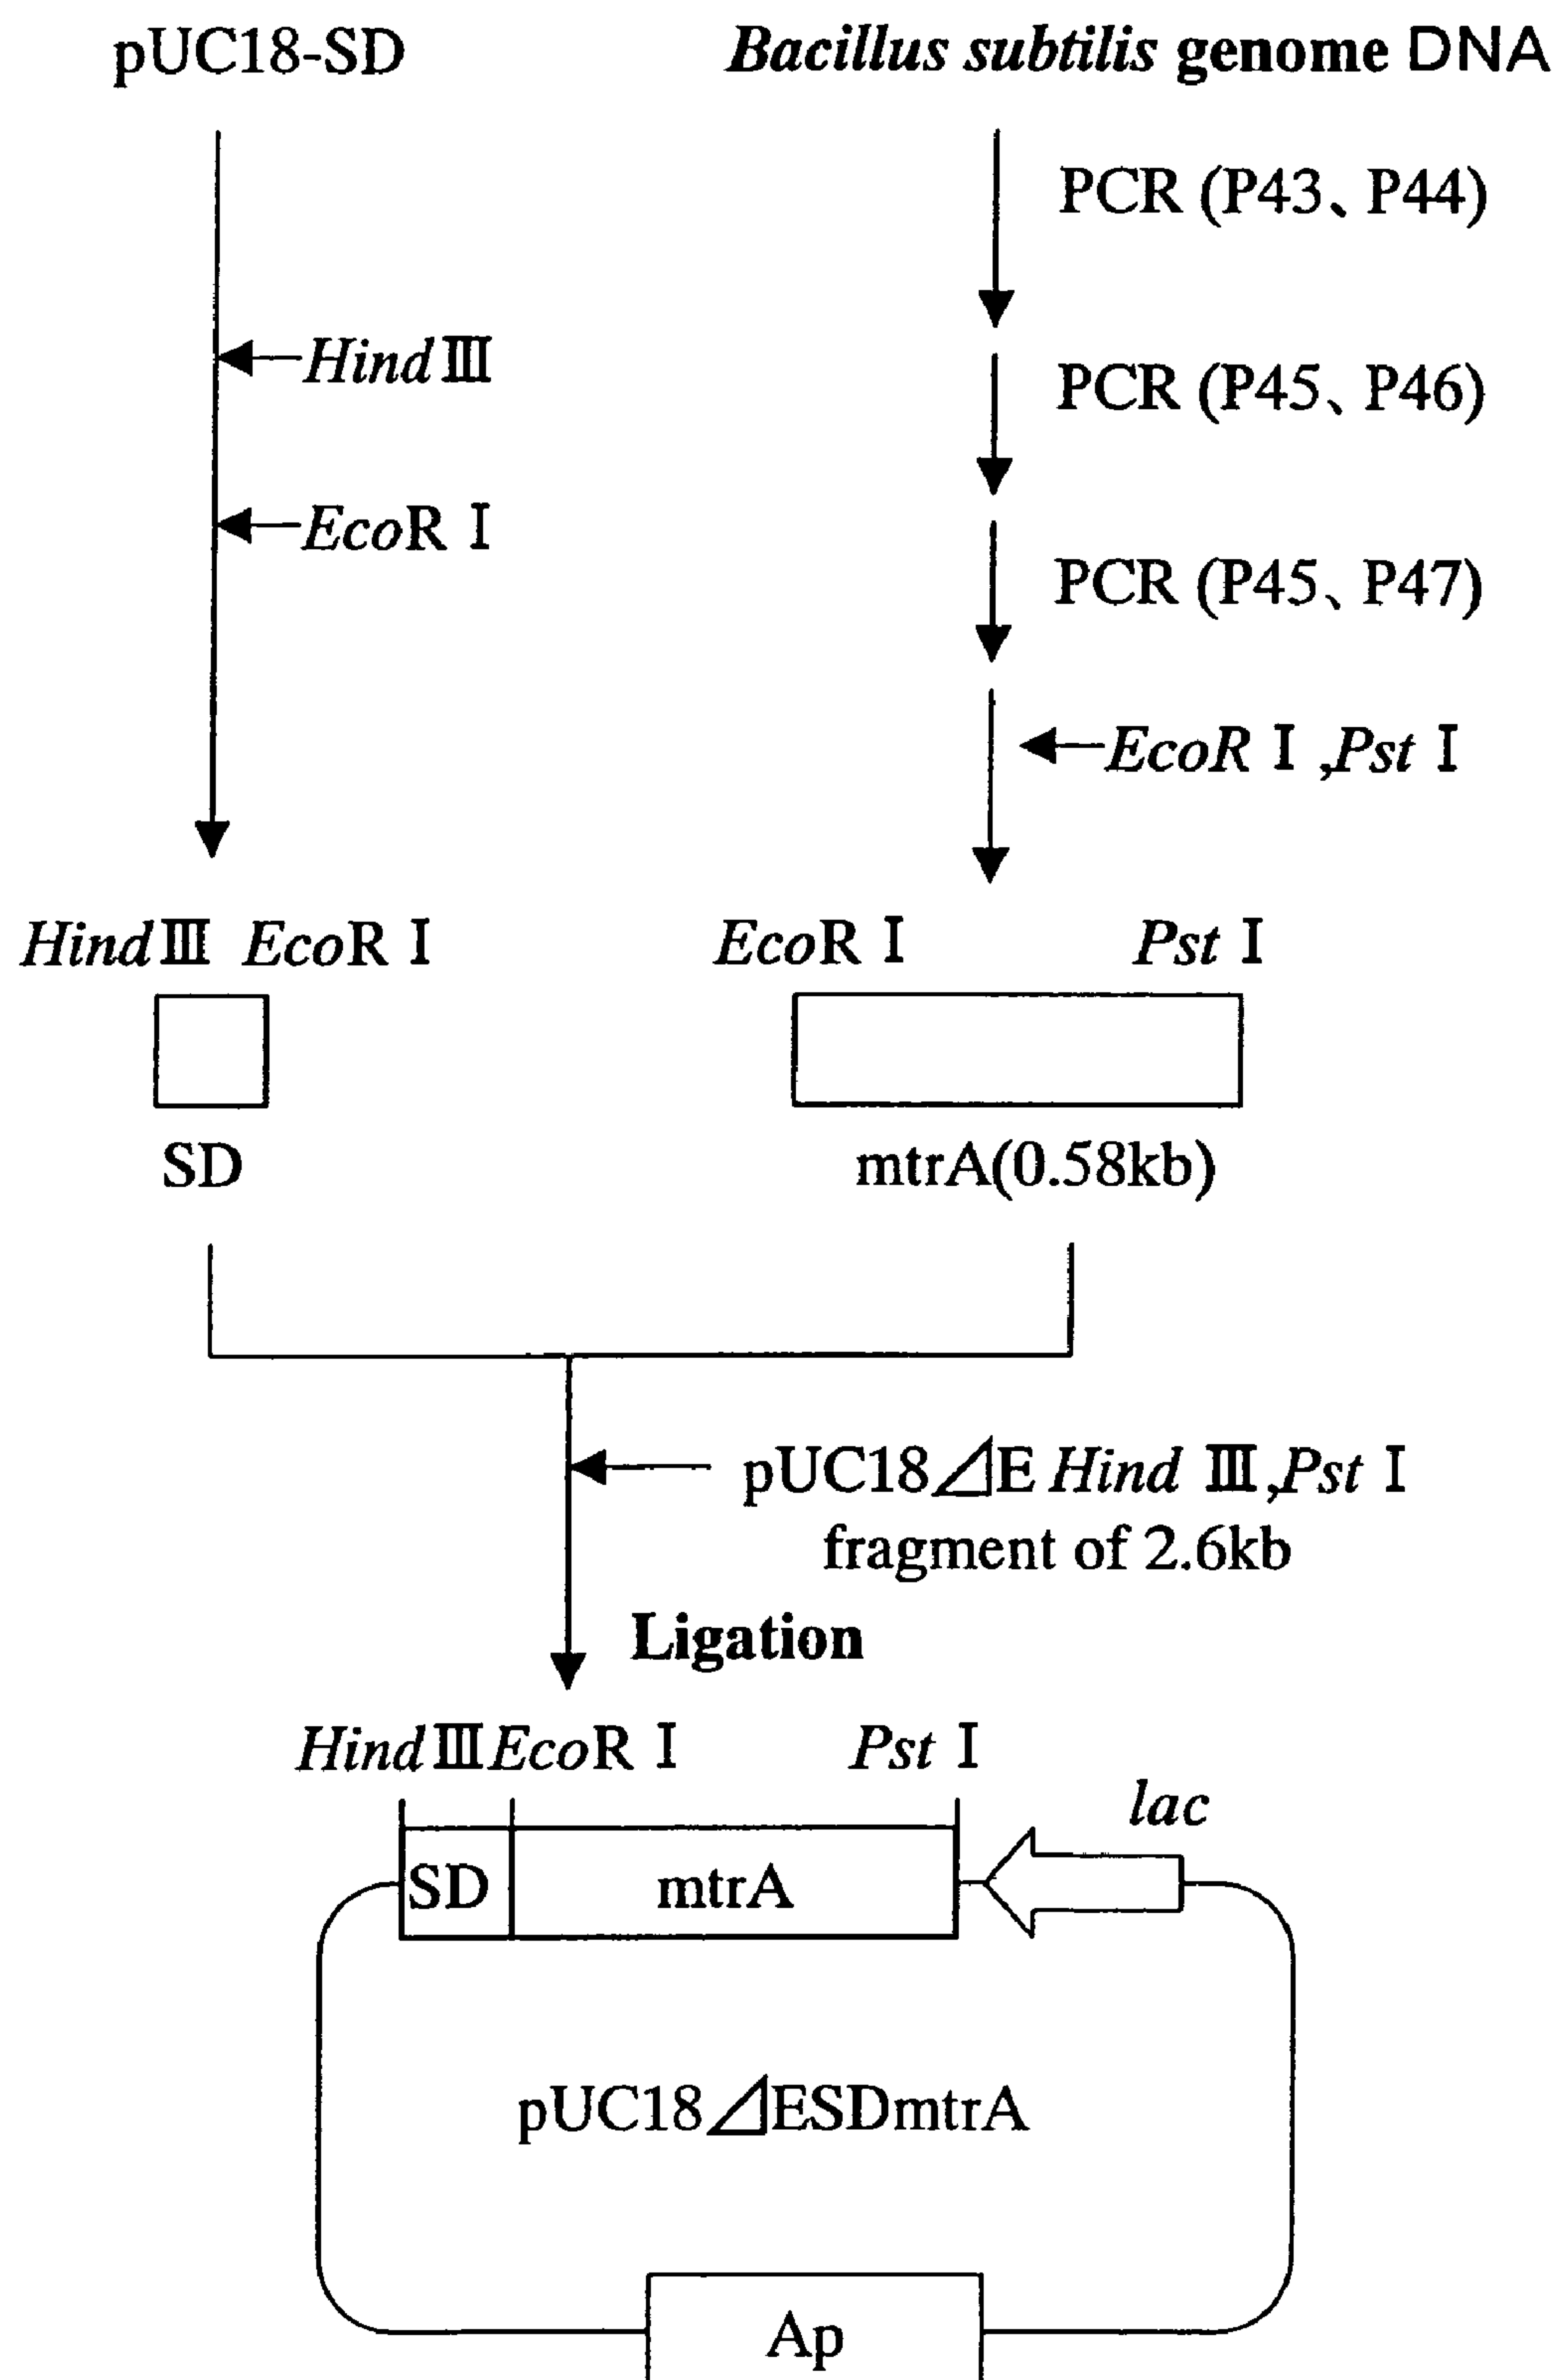 pUC18-SD
Bacillus subtilis genome DNA
PCR (P43、P44)
HindⅢ
PCR (P45、P46)
EcoR Ⅰ
PCR (P45、P47)
EcoR Ⅰ ,Pst Ⅰ
HindⅢ EcoR Ⅰ
EcoR Ⅰ Pst Ⅰ
SD
mtrA(0.58kb)
pUC18⊿E Hind Ⅲ,Pst Ⅰ
fragment of 2.6kb
Ligation
HindⅢEcoR Ⅰ Pst Ⅰ
lac
SD mtrA
pUC18⊿ESDmtrA
Ap